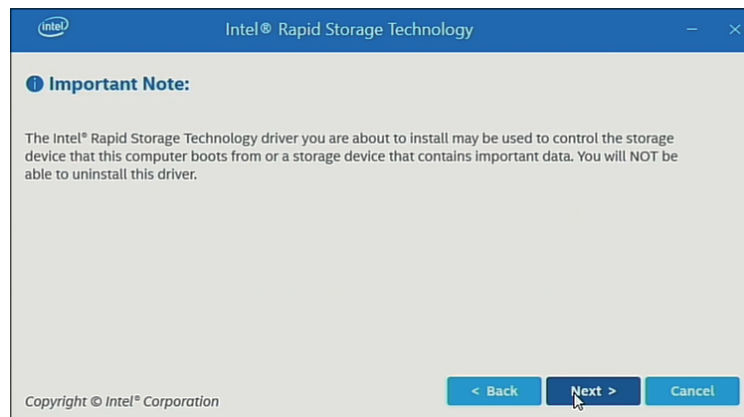 intel
Intel® Rapid Storage Technology
Important Note:
The Intel® Rapid Storage Technology driver you are about to install may be used to control the storage
device that this computer boots from or a storage device that contains important data. You will NOT be
able to uninstall this driver.
< Back
Next >
Cancel
Copyright © Intel® Corporation